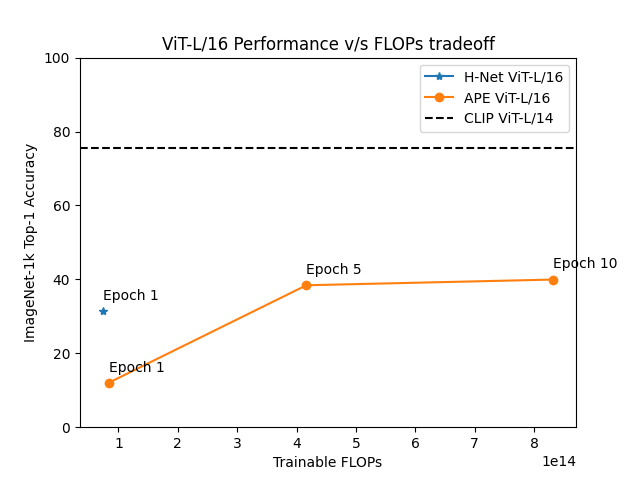 ViT-L/16 Performance v/s FLOPs tradeoff
H-Net ViT-L/16
APE ViT-L/16
CLIP ViT-L/14
ImageNet-1k Top-1 Accuracy
100
80
60
40
20
0
Epoch 1
Epoch 1
Epoch 5
Epoch 10
1 2 3 4 5 6 7 8
1e14
Trainable FLOPs